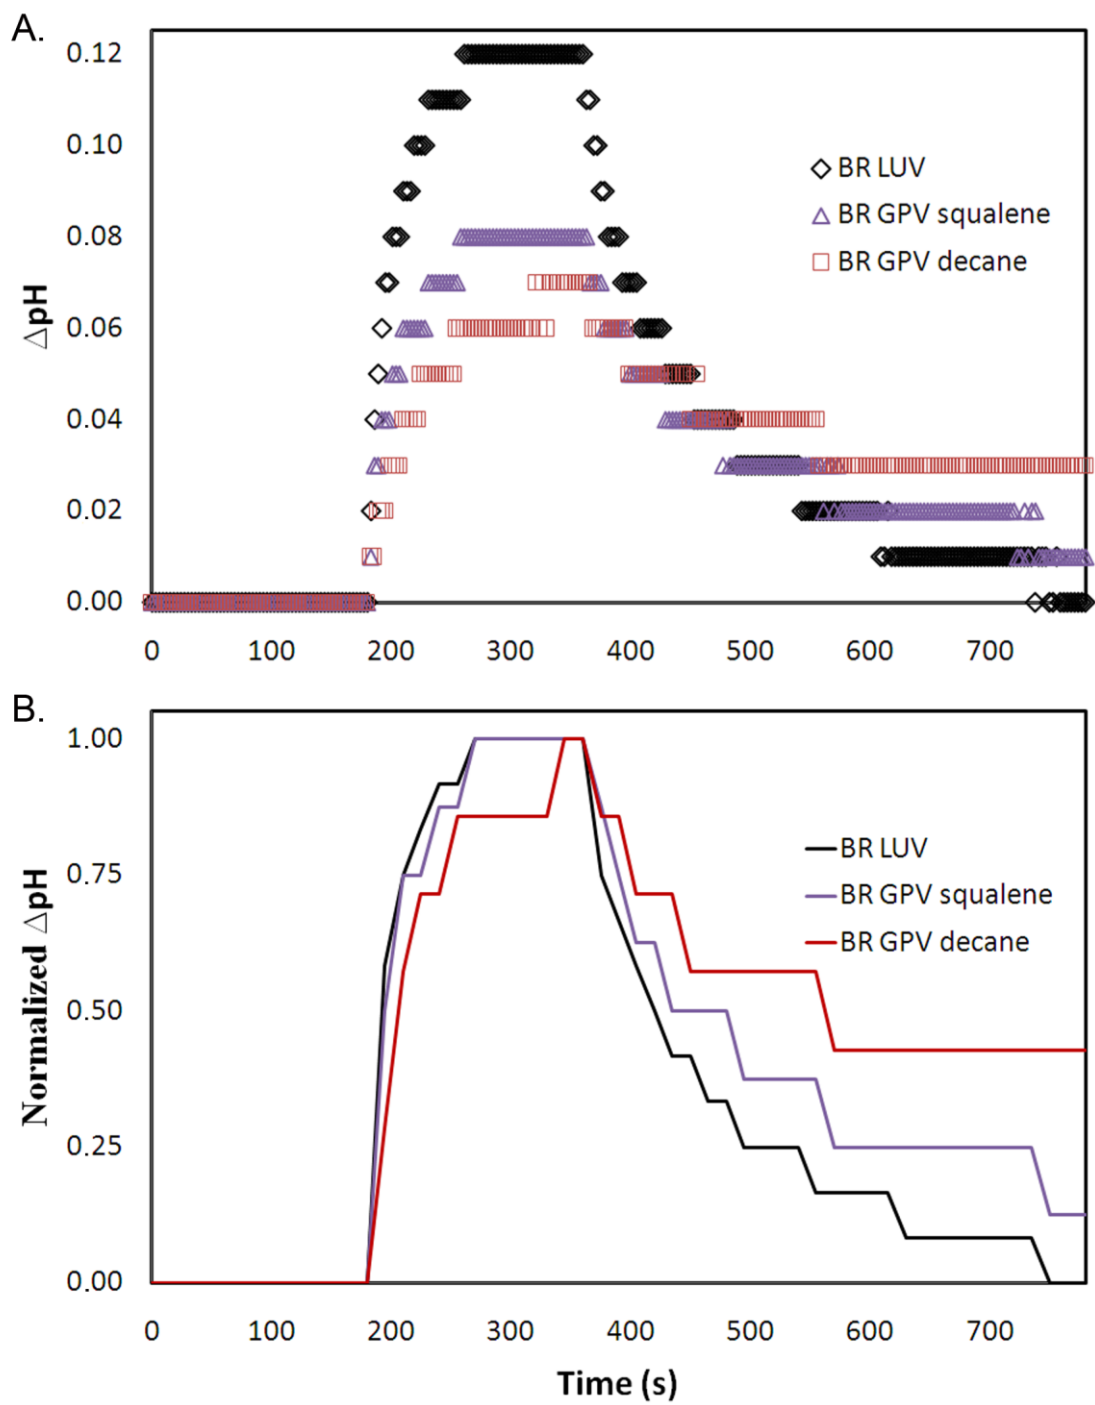 A.
0.12
0.10
0.08
0.06
0.04
0.02
0.00
△pH
BR LUV
BR GPV squalene
BR GPV decane
0 100 200 300 400 500 600 700
B.
1.00
0.75
0.50
0.25
0.00
Normalized △pH
BR LUV
BR GPV squalene
BR GPV decane
0 100 200 300 400 500 600 700
Time (s)